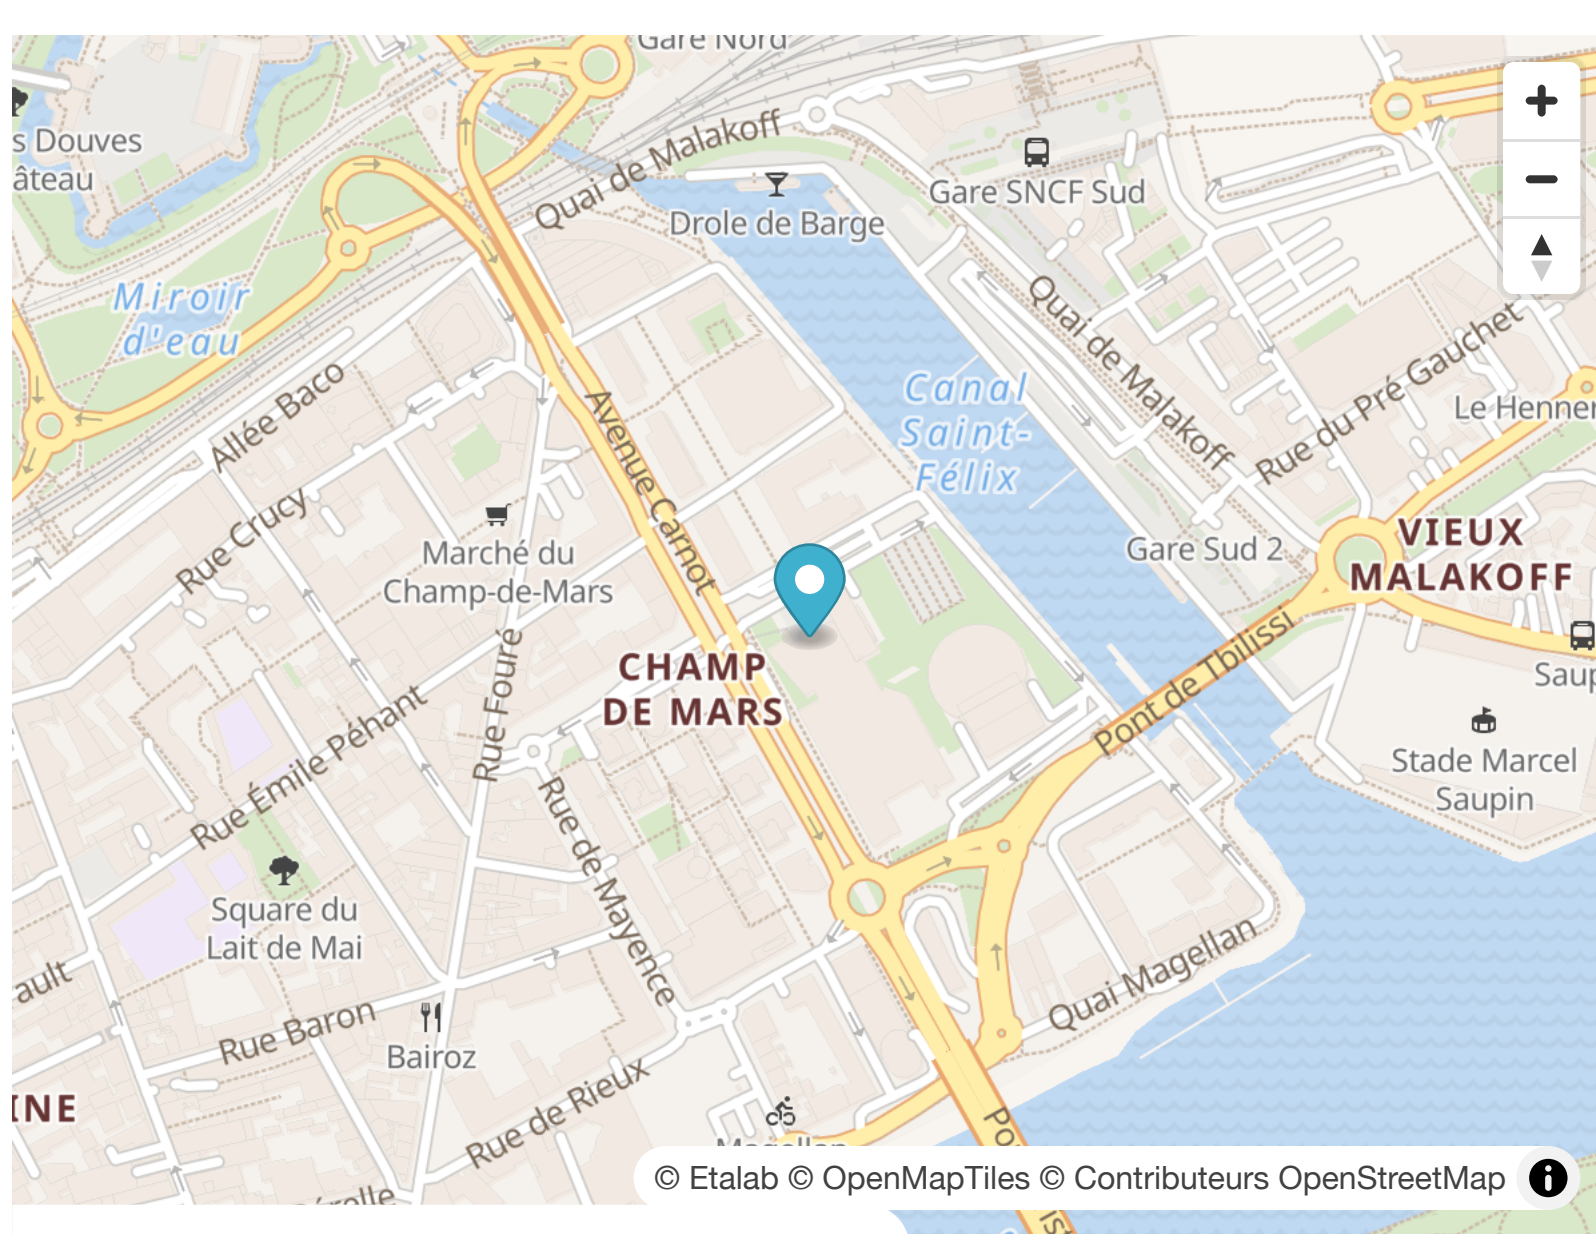 Gare Nord
s Douves
âteau
Quai de Malakoff
Drole de Barge
Gare SNCF Sud
Miroir
d'eau
Allée Baco
Avenue Carnot
Canal
Saint-
Félix
Quai de Malakoff
Rue du Pré Gauchet
Le Henner
Rue Crucy
Marché du
Champ-de-Mars
Gare Sud 2
VIEUX
MALAKOFF
Rue Fouré
CHAMP
DE MARS
Pont de Tbilissi
Saup
Stade Marcel
Saupin
Rue Émile Péhant
Rue de Mayence
Square du
Lait de Mai
ault
Rue Baron
Bairoz
Quai Magellan
Rue de Rieux
INE
Magellan
Po
érolle
© Etalab © OpenMapTiles © Contributeurs OpenStreetMap
ist